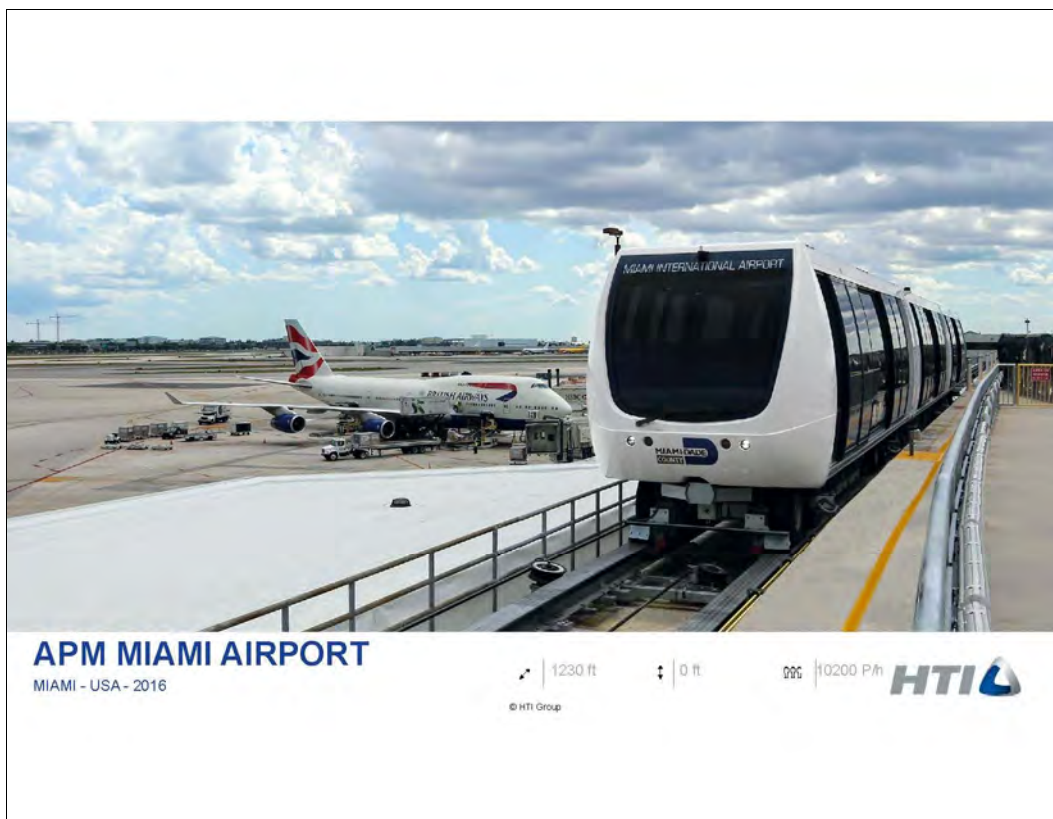 MIAMI INTERNATIONAL AIRPORT
BRITISH AIRWAYS
MIAMI-DADE
COUNTY
APM MIAMI AIRPORT
MIAMI - USA - 2016
1230 ft
0 ft
10200 P/h
HTI
© HTI Group